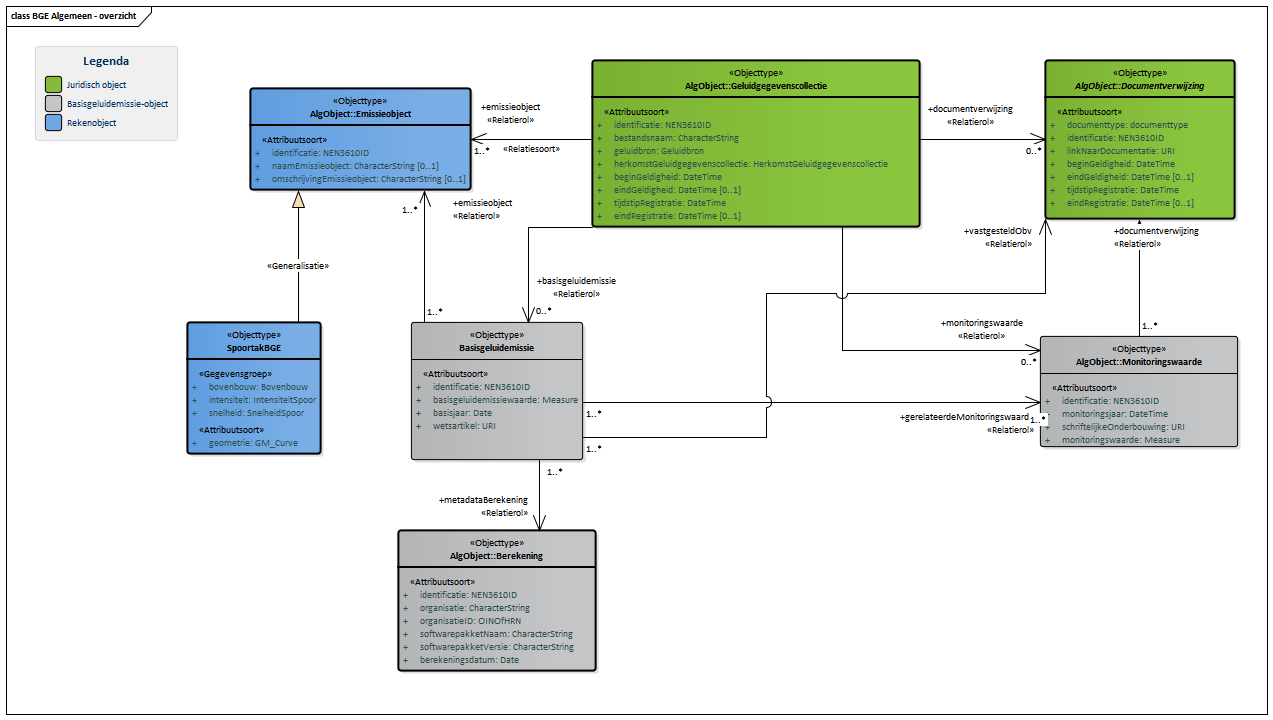 class BGE Algemeen - overzicht
Legenda
Juridisch object
Basisgeluidemissie-object
Rekenobject
«Objecttype»
AlgObject::Emissieobject
«Attribuutsoort»
+ identificatie: NEN3610ID
+ naamEmissieobject: CharacterString [0..1]
+ omschrijvingEmissieobject: CharacterString [0..1]
+emissieobject
«Relatierol»
1..*
«Relatiesoort»
«Objecttype»
AlgObject::Geluidgegevenscollectie
«Attribuutsoort»
+ identificatie: NEN3610ID
+ bestandsnaam: CharacterString
+ geluidbron: Geluidbron
+ herkomstGeluidgegevenscollectie: HerkomstGeluidgegevenscollectie
+ beginGeldigheid: DateTime
+ eindGeldigheid: DateTime [0..1]
+ tijdstipRegistratie: DateTime
+ eindRegistratie: DateTime [0..1]
+documentverwijzing
«Relatierol»
0..*
«Objecttype»
AlgObject::Documentverwijzing
«Attribuutsoort»
+ documenttype: documenttype
+ identificatie: NEN3610ID
+ linkNaarDocumentatie: URI
+ beginGeldigheid: DateTime
+ eindGeldigheid: DateTime [0..1]
+ tijdstipRegistratie: DateTime
+ eindRegistratie: DateTime [0..1]
1..*
+emissieobject
«Relatierol»
+vastgesteldObv
«Relatierol»
+documentverwijzing
«Relatierol»
«Generalisatie»
+basisgeluidemissie
«Relatierol»
1..*
0..*
+monitoringswaarde
«Relatierol»
0..*
1..*
«Objecttype»
SpoortakBGE
«Gegevensgroep»
+ bovenbouw: Bovenbouw
+ intensiteit: IntensiteitSpoor
+ snelheid: SnelheidSpoor
«Attribuutsoort»
+ geometrie: GM_Curve
«Objecttype»
Basisgeluidemissie
«Attribuutsoort»
+ identificatie: NEN3610ID
+ basisgeluidemissiewaarde: Measure
+ basisjaar: Date
+ wetsartikel: URI
1..*
1..*
1..*
+gerelateerdeMonitoringswaard
«Relatierol»
1..*
«Objecttype»
AlgObject::Monitoringswaarde
«Attribuutsoort»
+ identificatie: NEN3610ID
+ monitoringsjaar: DateTime
+ schriftelijkeOnderbouwing: URI
+ monitoringswaarde: Measure
+metadataBerekening
«Relatierol»
«Objecttype»
AlgObject::Berekening
«Attribuutsoort»
+ identificatie: NEN3610ID
+ organisatie: CharacterString
+ organisatieID: OINOfHRN
+ softwarepakketNaam: CharacterString
+ softwarepakketVersie: CharacterString
+ berekeningsdatum: Date